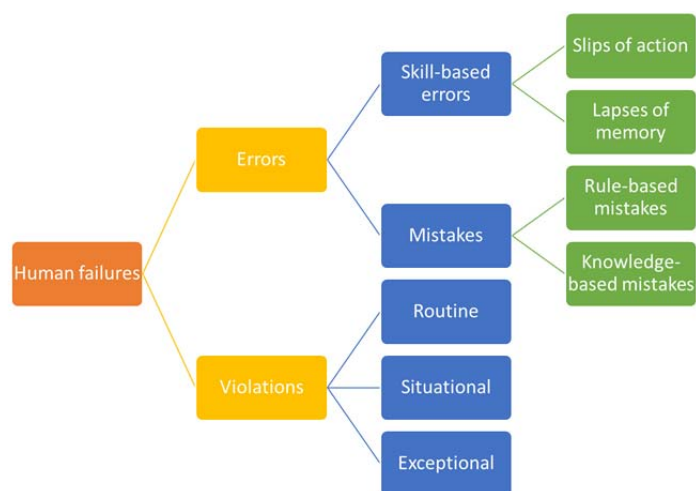 Human failures
Errors
Skill-based
errors
Slips of action
Lapses of
memory
Mistakes
Rule-based
mistakes
Knowledge-
based mistakes
Violations
Routine
Situational
Exceptional